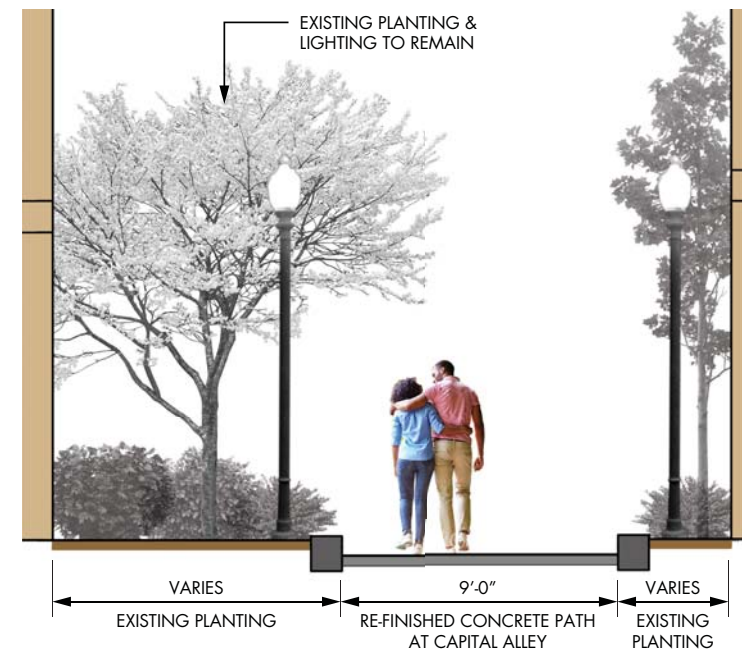 EXISTING PLANTING &
LIGHTING TO REMAIN
VARIES
EXISTING PLANTING
9'-0"
RE-FINISHED CONCRETE PATH
AT CAPITAL ALLEY
VARIES
EXISTING
PLANTING